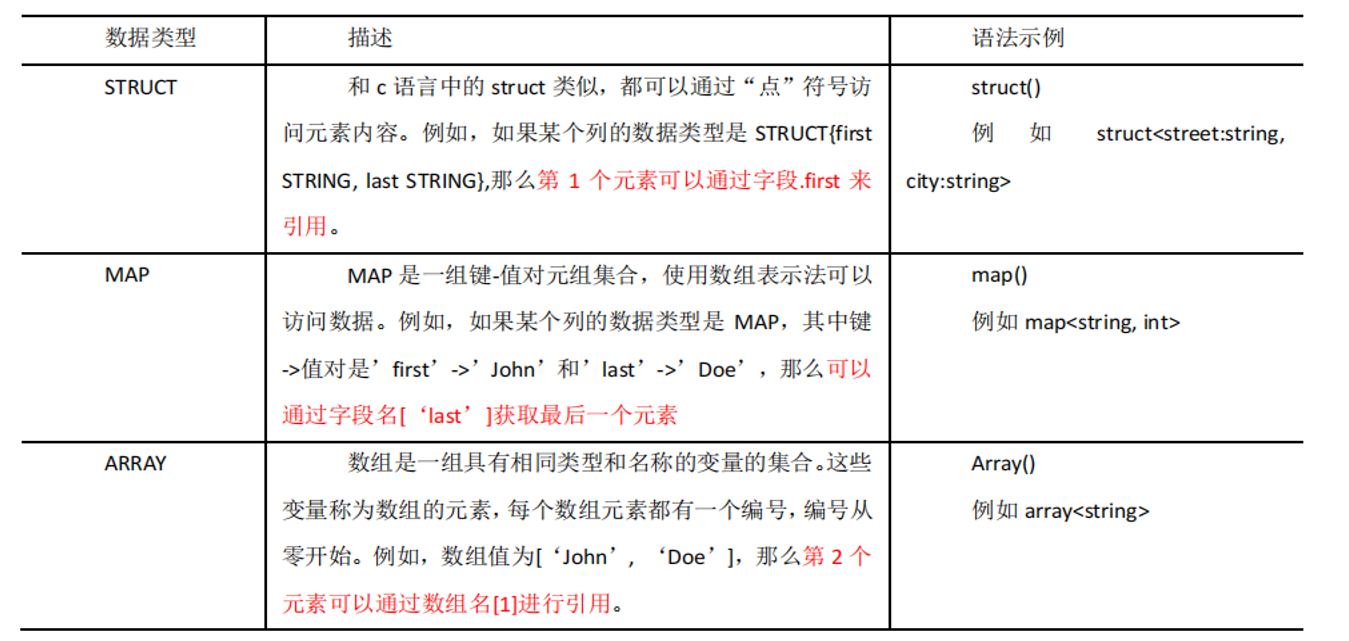 数据类型 描述 语法示例
STRUCT
和 c 语言中的 struct 类似，都可以通过“点”符号访
问元素内容。例如，如果某个列的数据类型是 STRUCT{first
STRING, last STRING},那么第 1 个元素可以通过字段.first 来
引用。
struct()
例 如 struct<street:string,
city:string>
MAP
MAP 是一组键-值对元组集合，使用数组表示法可以
访问数据。例如，如果某个列的数据类型是 MAP，其中键
->值对是’first’->’John’和’last’->’Doe’，那么可以
通过字段名[‘last’]获取最后一个元素
map()
例如 map<string, int>
ARRAY
数组是一组具有相同类型和名称的变量的集合。这些
变量称为数组的元素，每个数组元素都有一个编号，编号从
零开始。例如，数组值为[‘John’, ‘Doe’]，那么第 2 个
元素可以通过数组名[1]进行引用。
Array()
例如 array<string>